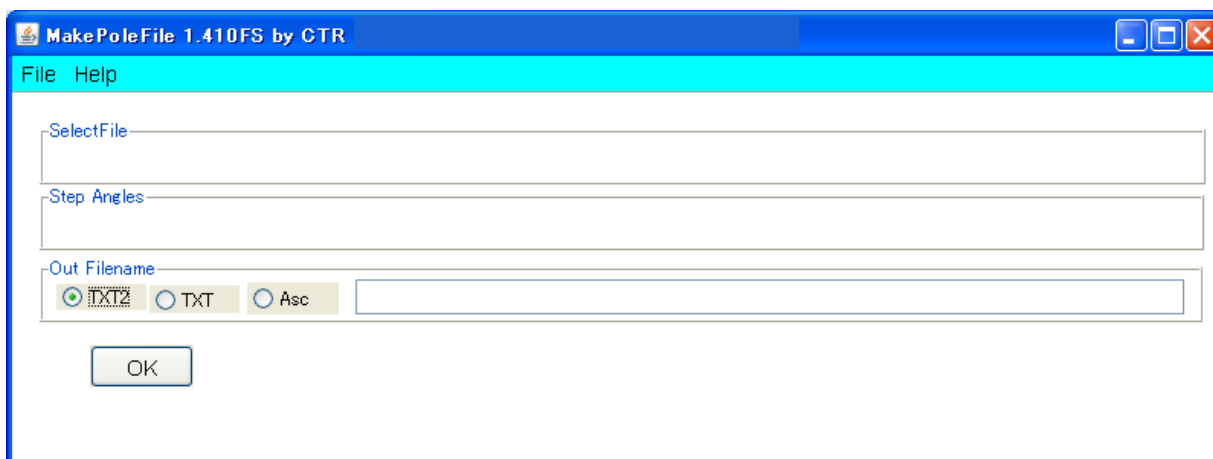 MakePoleFile 1.410FS by CTR
File Help
SelectFile
Step Angles
Out Filename
TXT2 TXT Asc
OK